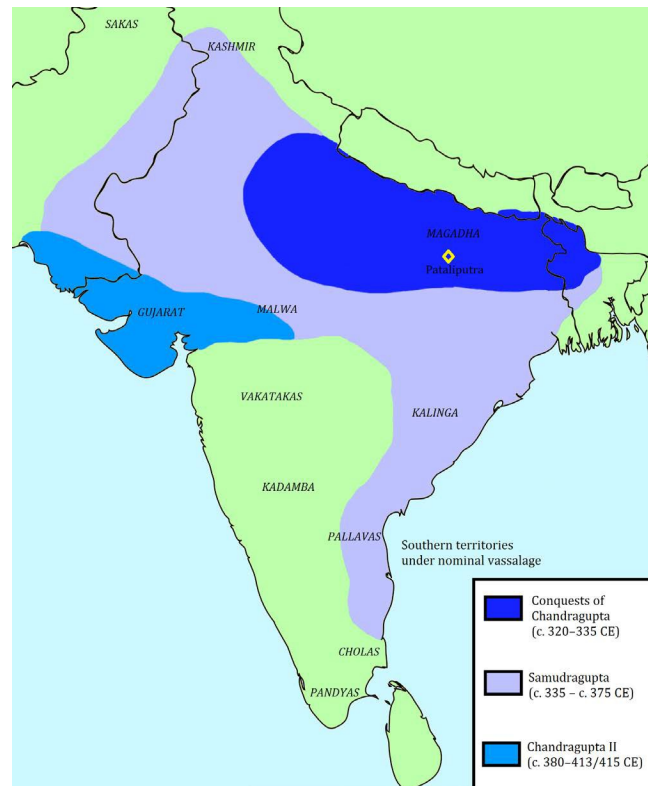 SAKAS
KASHMIR
MAGADHA
Pataliputra
GUJARAT
MALWA
VAKATAKAS
KALINGA
KADAMBA
PALLAVAS
Southern territories
under nominal vassalage
CHOLAS
PANDYAS
Conquests of
Chandragupta
(c. 320–335 CE)
Samudragupta
(c. 335 – c. 375 CE)
Chandragupta II
(c. 380–413/415 CE)